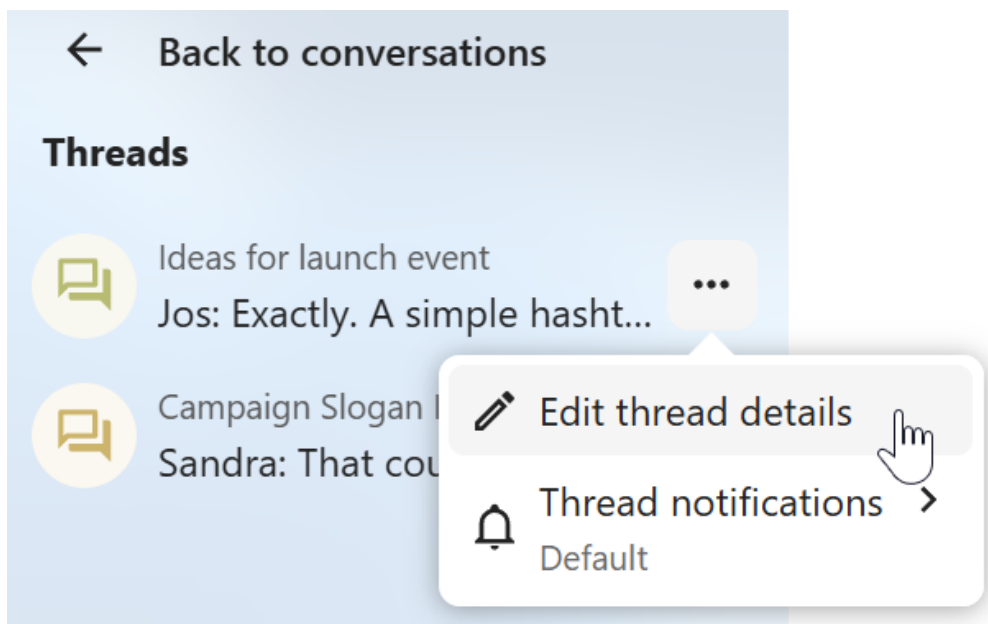 Back to conversations
Threads
Ideas for launch event
Jos: Exactly. A simple hasht...
Campaign Slogan
Sandra: That
Edit thread details
Thread notifications
Default